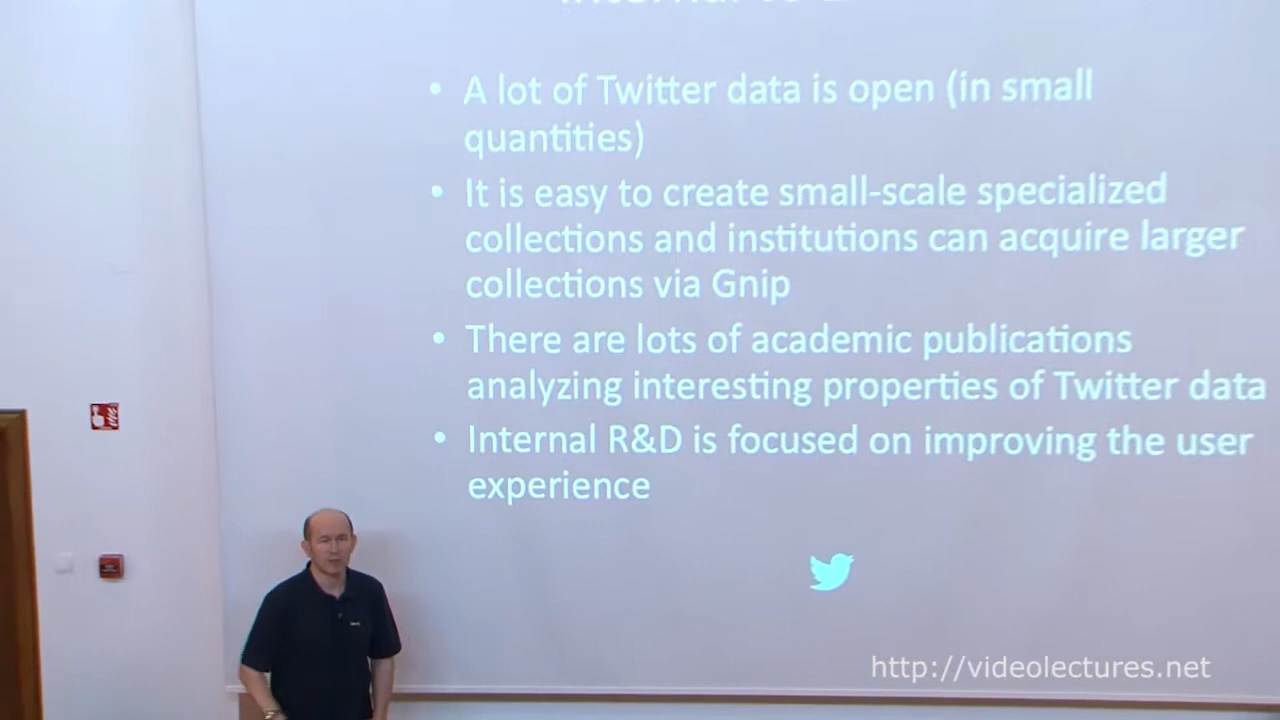 • A lot of Twitter data is open (in small
quantities)
• It is easy to create small-scale specialized
collections and institutions can acquire larger
collections via Gnip
• There are lots of academic publications
analyzing interesting properties of Twitter data
• Internal R&D is focused on improving the user
experience
http://videolectures.net